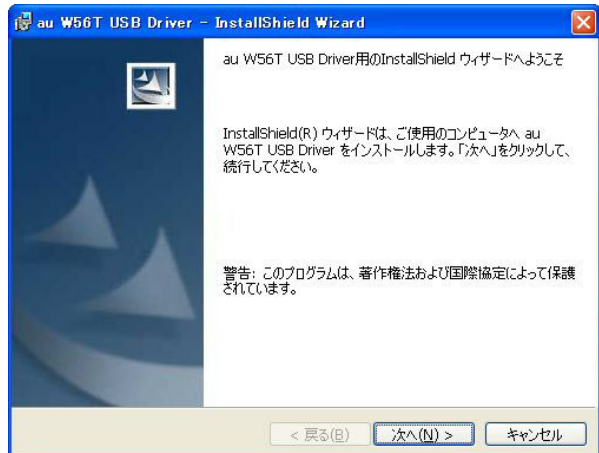 au W56T USB Driver - InstallShield Wizard
au W56T USB Driver用のInstallShield ウィザードへようこそ
InstallShield(R) ウィザードは、ご使用のコンピュータへ au
W56T USB Driver をインストールします。「次へ」をクリックして、
続行してください。
警告: このプログラムは、著作権法および国際協定によって保護
されています。
< 戻る(B)
次へ(N) >
キャンセル